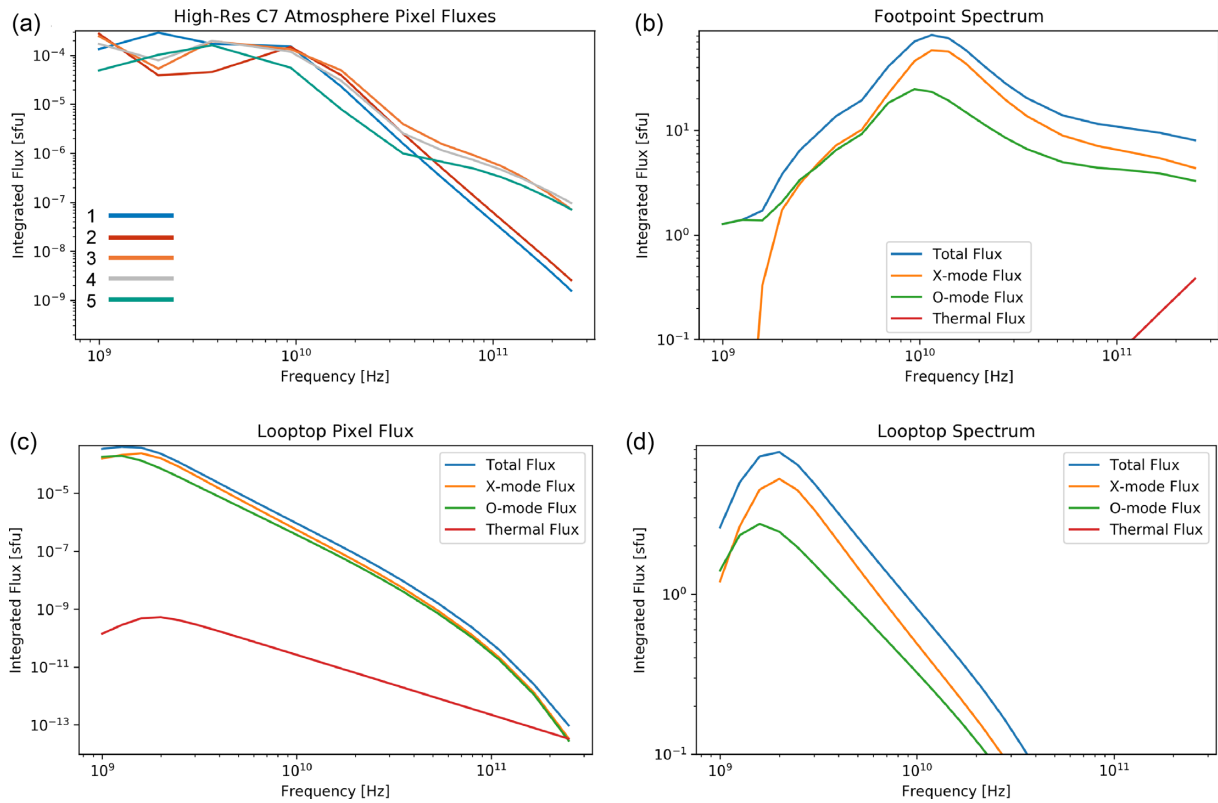 (a)
High-Res C7 Atmosphere Pixel Fluxes
Integrated Flux [sfu]
10⁻⁴
10⁻⁵
10⁻⁶
10⁻⁷
10⁻⁸
10⁻⁹
1
2
3
4
5
10⁹
10¹⁰
10¹¹
Frequency [Hz]
(b)
Footpoint Spectrum
Integrated Flux [sfu]
10¹
10⁰
10⁻¹
Total Flux
X-mode Flux
O-mode Flux
Thermal Flux
10⁹
10¹⁰
10¹¹
Frequency [Hz]
(c)
Looptop Pixel Flux
Integrated Flux [sfu]
10⁻⁵
10⁻⁷
10⁻⁹
10⁻¹¹
10⁻¹³
Total Flux
X-mode Flux
O-mode Flux
Thermal Flux
10⁹
10¹⁰
10¹¹
Frequency [Hz]
(d)
Looptop Spectrum
Integrated Flux [sfu]
10⁰
10⁻¹
Total Flux
X-mode Flux
O-mode Flux
Thermal Flux
10⁹
10¹⁰
10¹¹
Frequency [Hz]